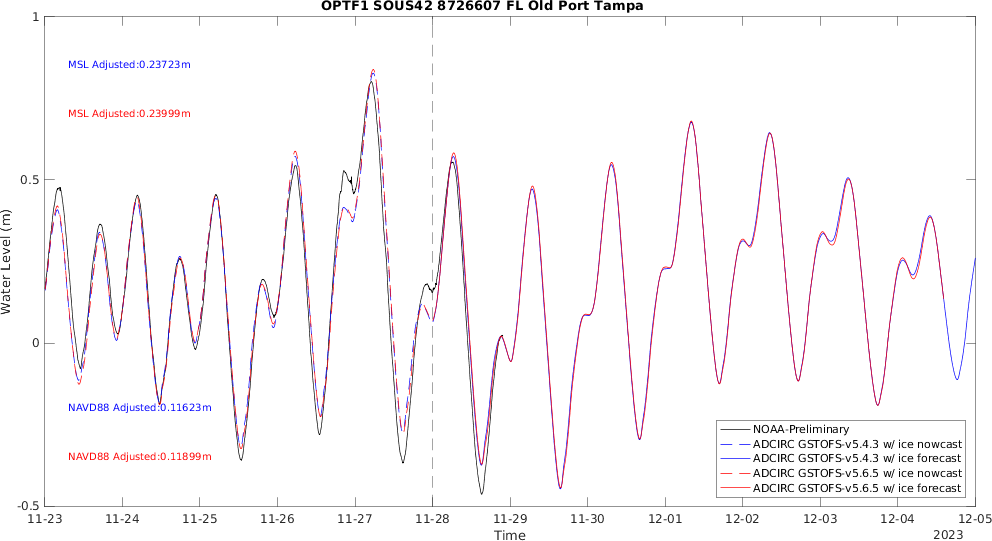 OPTF1 SOUS42 8726607 FL Old Port Tampa
1
0.5
0
-0.5
Water Level (m)
MSL Adjusted:0.23723m
MSL Adjusted:0.23999m
NAVD88 Adjusted:0.11623m
NAVD88 Adjusted:0.11899m
NOAA-Preliminary
ADCIRC GSTOFS-v5.4.3 w/ ice nowcast
ADCIRC GSTOFS-v5.4.3 w/ ice forecast
ADCIRC GSTOFS-v5.6.5 w/ ice nowcast
ADCIRC GSTOFS-v5.6.5 w/ ice forecast
11-23 11-24 11-25 11-26 11-27 11-28 11-29 11-30 12-01 12-02 12-03 12-04 12-05
Time
2023